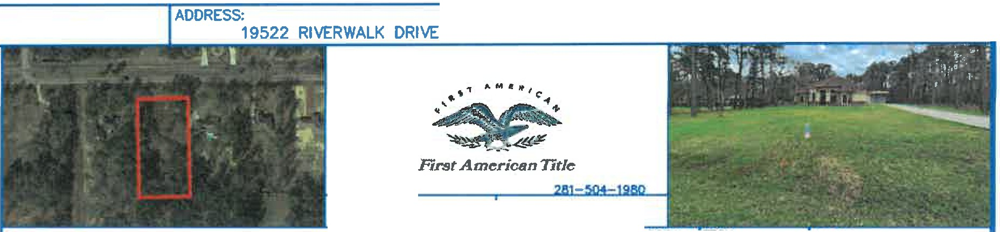 ADDRESS:
19522 RIVERWALK DRIVE
FIRST AMERICAN
First American Title
281-504-1980